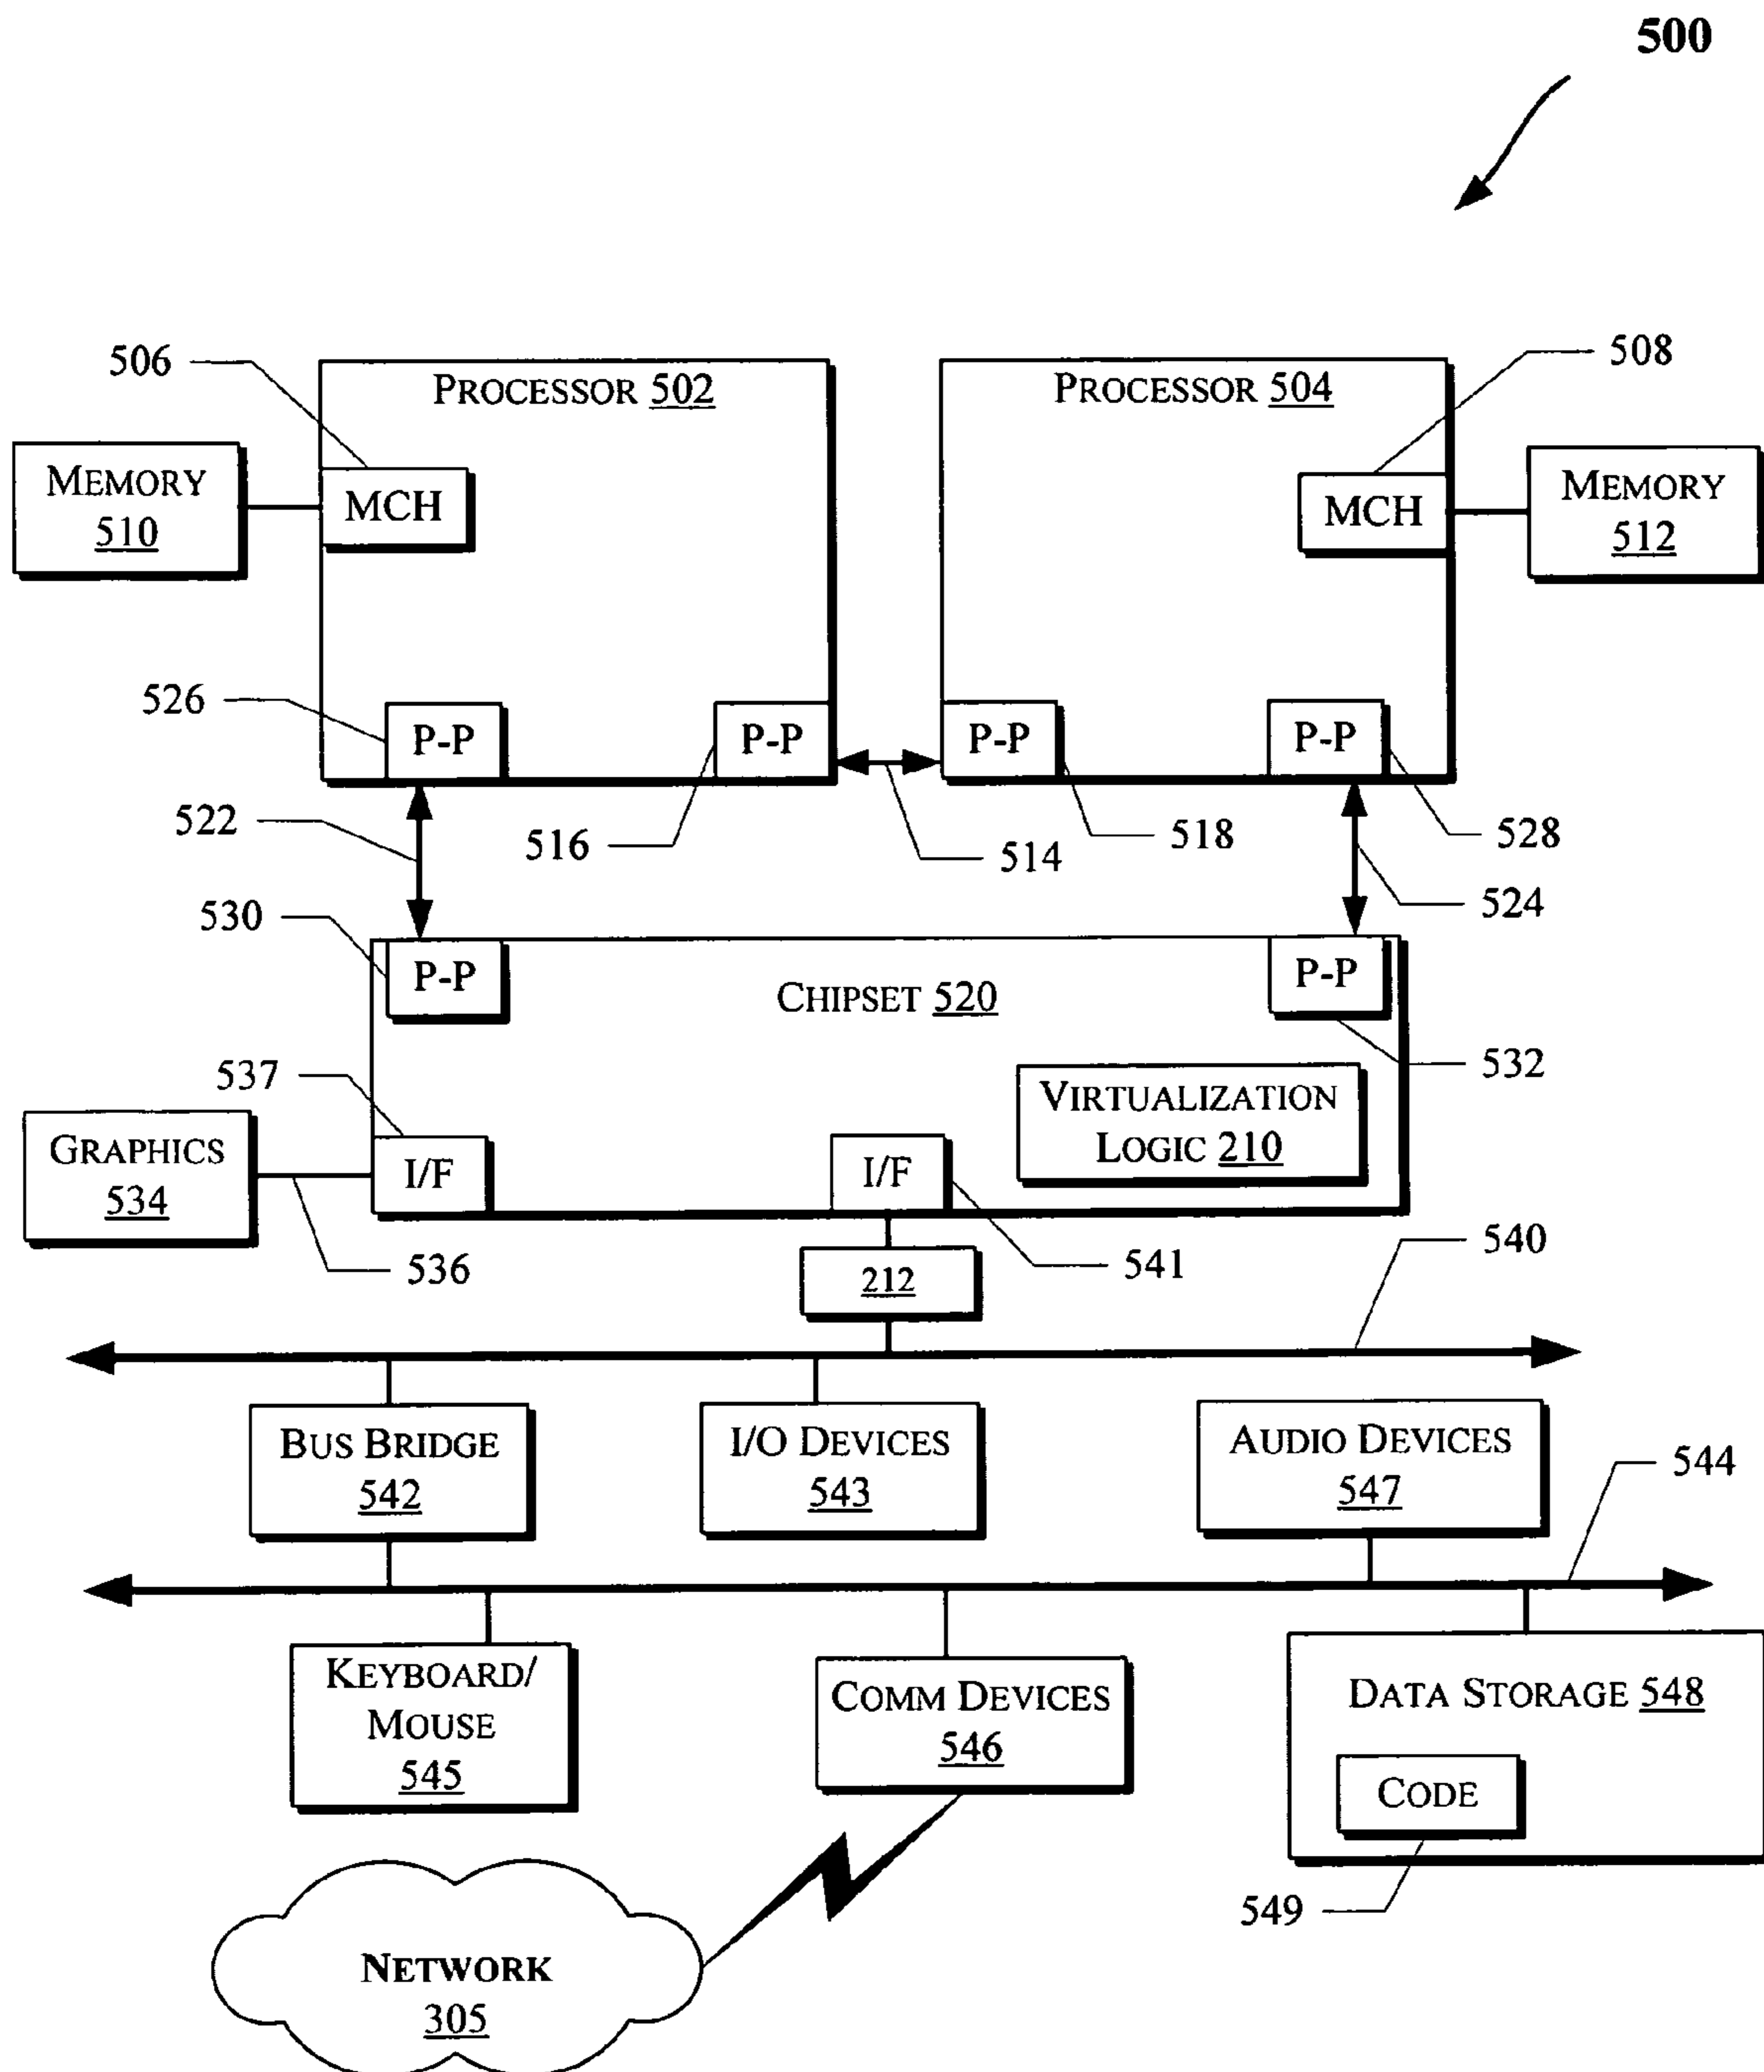 500
506
PROCESSOR 502
PROCESSOR 504
508
MEMORY
510
MCH
MCH
MEMORY
512
526
P-P
P-P
P-P
P-P
522
516
514
518
528
524
530
P-P
CHIPSET 520
P-P
532
537
VIRTUALIZATION
LOGIC 210
GRAPHICS
534
I/F
I/F
536
541
540
212
BUS BRIDGE
542
I/O DEVICES
543
AUDIO DEVICES
547
544
KEYBOARD/
MOUSE
545
COMM DEVICES
546
DATA STORAGE 548
CODE
549
NETWORK
305